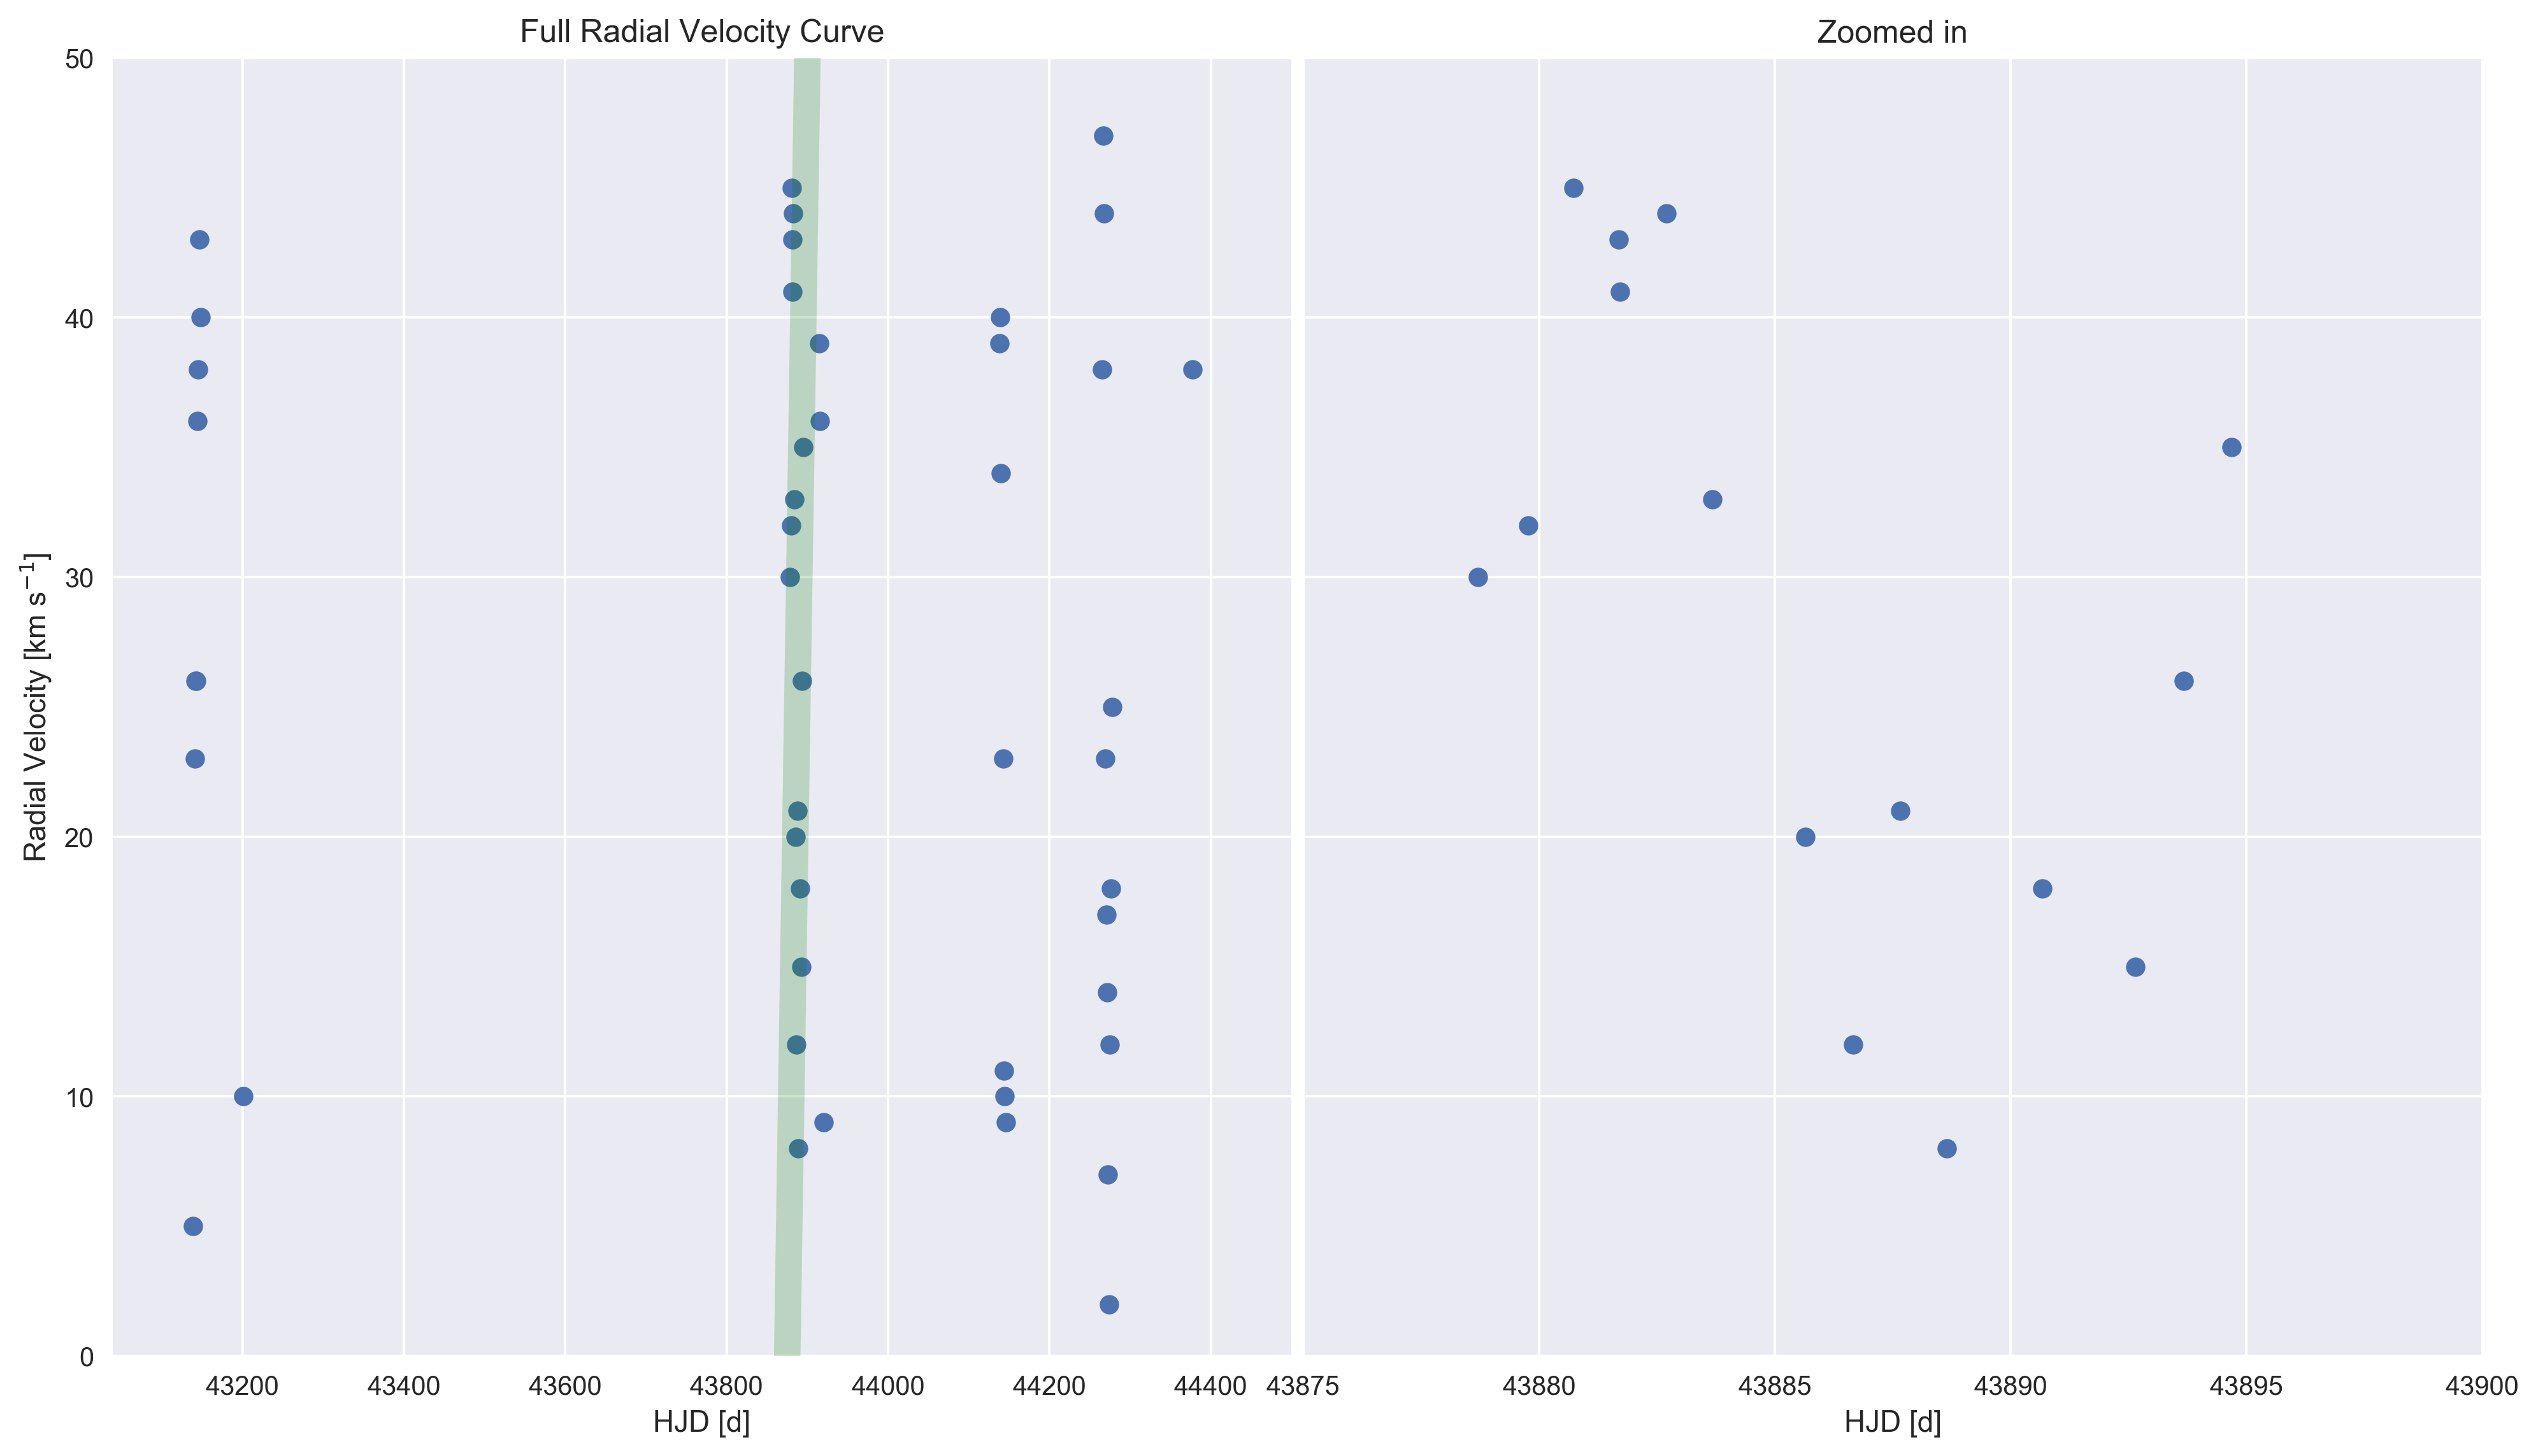 Full Radial Velocity Curve
Zoomed in
Radial Velocity [km s⁻¹]
50
40
30
20
10
0
43200 43400 43600 43800 44000 44200 44400
43875 43880 43885 43890 43895 43900
HJD [d]
HJD [d]